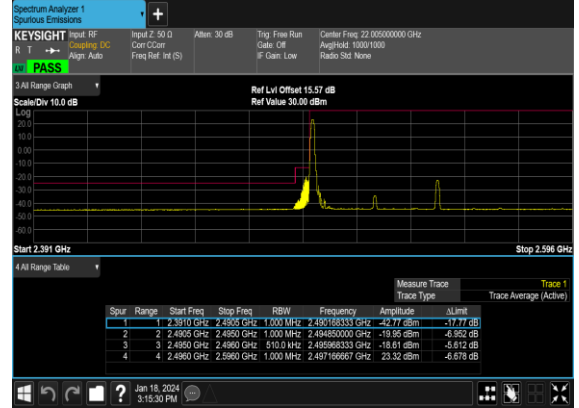 Spectrum Analyzer 1
Spurious Emissions
KEYSIGHT Input: RF Input Z: 50 Ω Atten: 30 dB Trig: Free Run Center Freq: 22.005000000 GHz
R T Coupling: DC Corr CCorr Gate: Off Avg|Hold: 1000/1000
Align: Auto Freq Ref: Int (S) IF Gain: Low Radio Std: None
PASS
3 All Range Graph
Ref Lvl Offset 15.57 dB
Scale/Div 10.0 dB Ref Value 30.00 dBm
Log
20.0
10.0
0.00
-10.0
-20.0
-30.0
-40.0
-50.0
-60.0
Start 2.391 GHz Stop 2.596 GHz
4 All Range Table
Measure Trace Trace 1
Trace Type Trace Average (Active)
Spur Range Start Freq Stop Freq RBW Frequency Amplitude ΔLimit
1 1 2.3910 GHz 2.4905 GHz 1.000 MHz 2.490168333 GHz -42.77 dBm -17.77 dB
2 2 2.4905 GHz 2.4950 GHz 1.000 MHz 2.494850000 GHz -19.95 dBm -6.952 dB
3 3 2.4950 GHz 2.4960 GHz 510.0 kHz 2.495968333 GHz -18.61 dBm -5.612 dB
4 4 2.4960 GHz 2.5960 GHz 1.000 MHz 2.497166667 GHz 23.32 dBm -6.678 dB
? Jan 18, 2024
3:15:30 PM